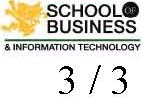 SCHOOL OF
BUSINESS
& INFORMATION TECHNOLOGY
3 / 3